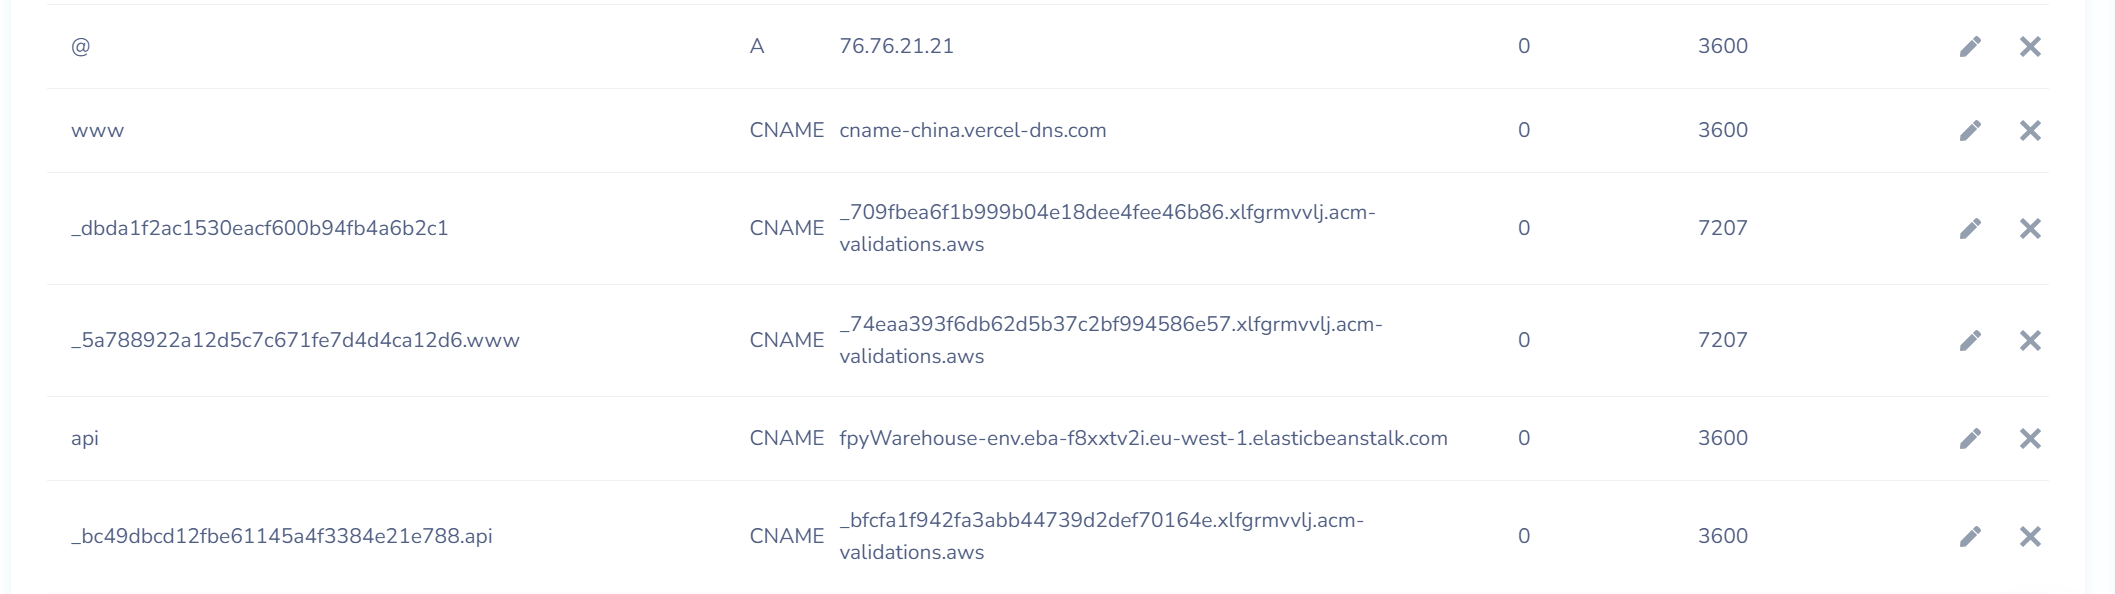 @ A 76.76.21.21 0 3600
www CNAME cname-china.vercel-dns.com 0 3600
_dbda1f2ac1530eacf600b94fb4a6b2c1 CNAME _709fbea6f1b999b04e18dee4fee46b86.xlfgrmvvlj.acm-
validations.aws 0 7207
_5a788922a12d5c7c671fe7d4d4ca12d6.www CNAME _74eaa393f6db62d5b37c2bf994586e57.xlfgrmvvlj.acm-
validations.aws 0 7207
api CNAME fpyWarehouse-env.eba-f8xxtv2i.eu-west-1.elasticbeanstalk.com 0 3600
_bc49dbcd12fbe61145a4f3384e21e788.api CNAME _bfcfa1f942fa3abb44739d2def70164e.xlfgrmvvlj.acm-
validations.aws 0 3600